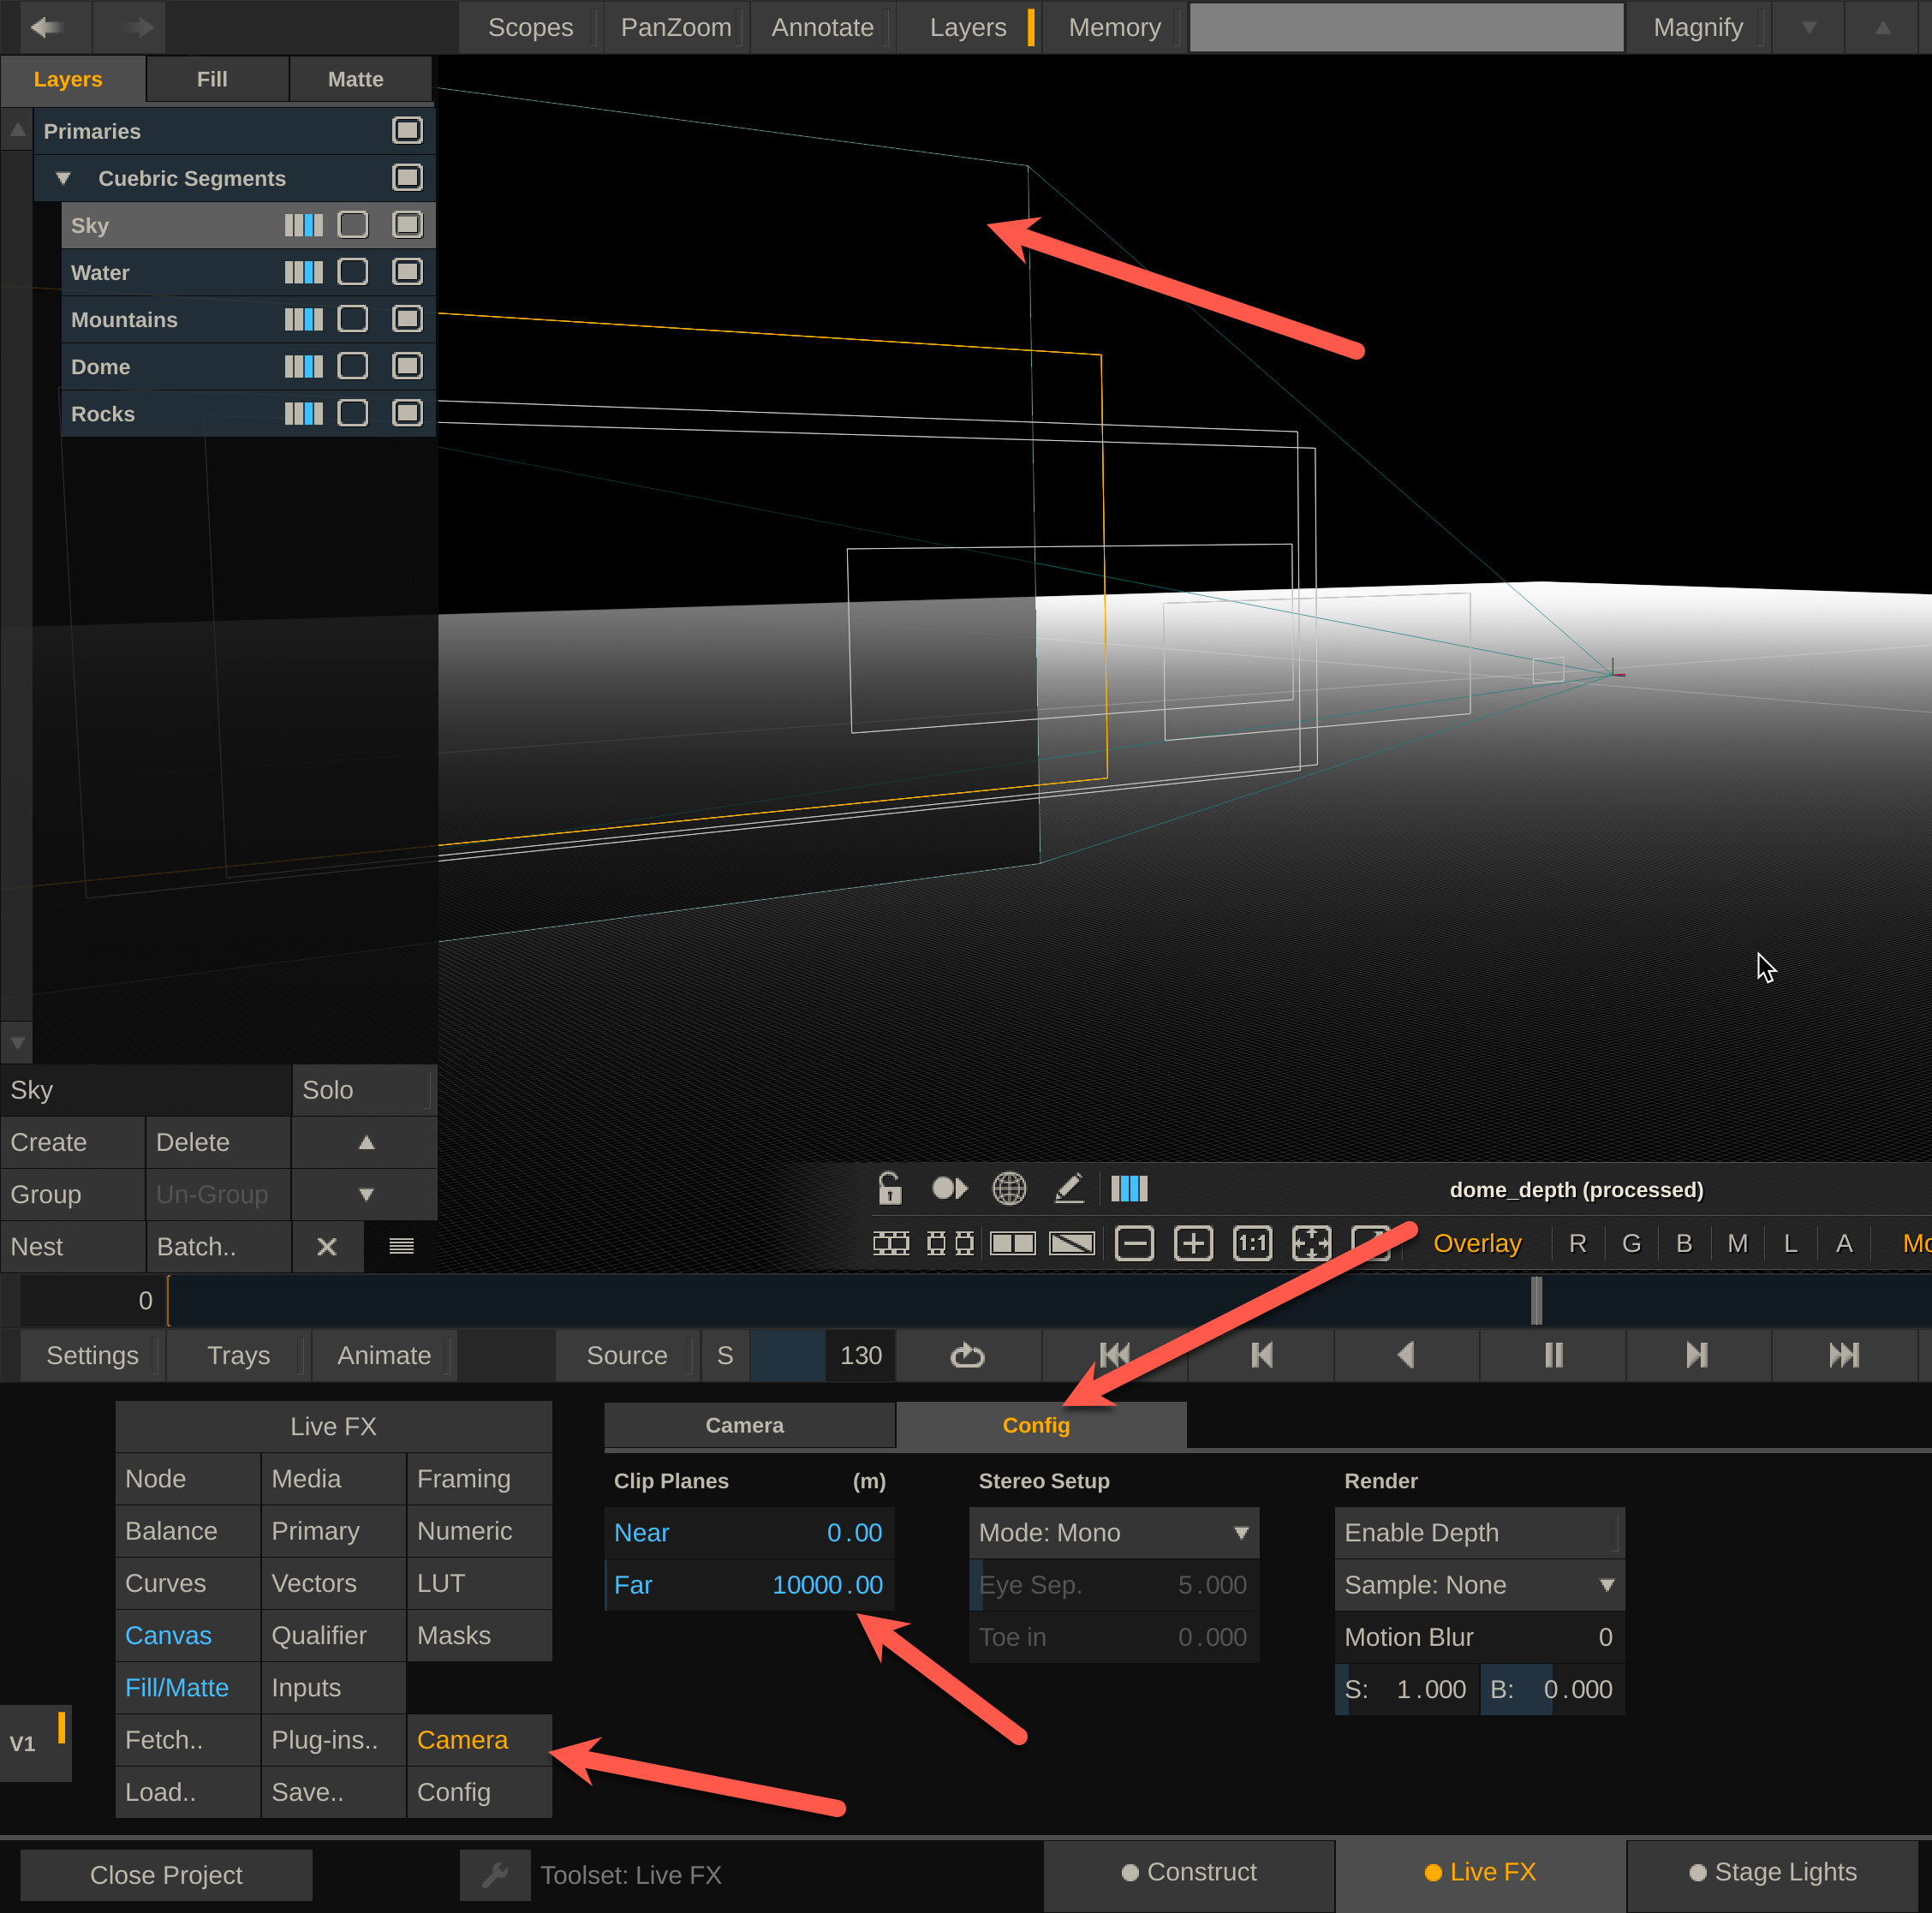 Scopes PanZoom Annotate Layers Memory Magnify
Layers Fill Matte
Primaries
Cuebric Segments
Sky
Water
Mountains
Dome
Rocks
Sky Solo
Create Delete
Group Un-Group
Nest Batch..
dome_depth (processed)
1:1 Overlay R G B M L A
0
Settings Trays Animate Source S 130
Live FX
Node Media Framing
Balance Primary Numeric
Curves Vectors LUT
Canvas Qualifier Masks
Fill/Matte Inputs
Fetch.. Plug-ins.. Camera
Load.. Save.. Config
V1
Camera Config
Clip Planes (m)
Near 0.00
Far 10000.00
Stereo Setup
Mode: Mono
Eye Sep. 5.000
Toe in 0.000
Render
Enable Depth
Sample: None
Motion Blur 0
S: 1.000 B: 0.000
Close Project Toolset: Live FX Construct Live FX Stage Lights